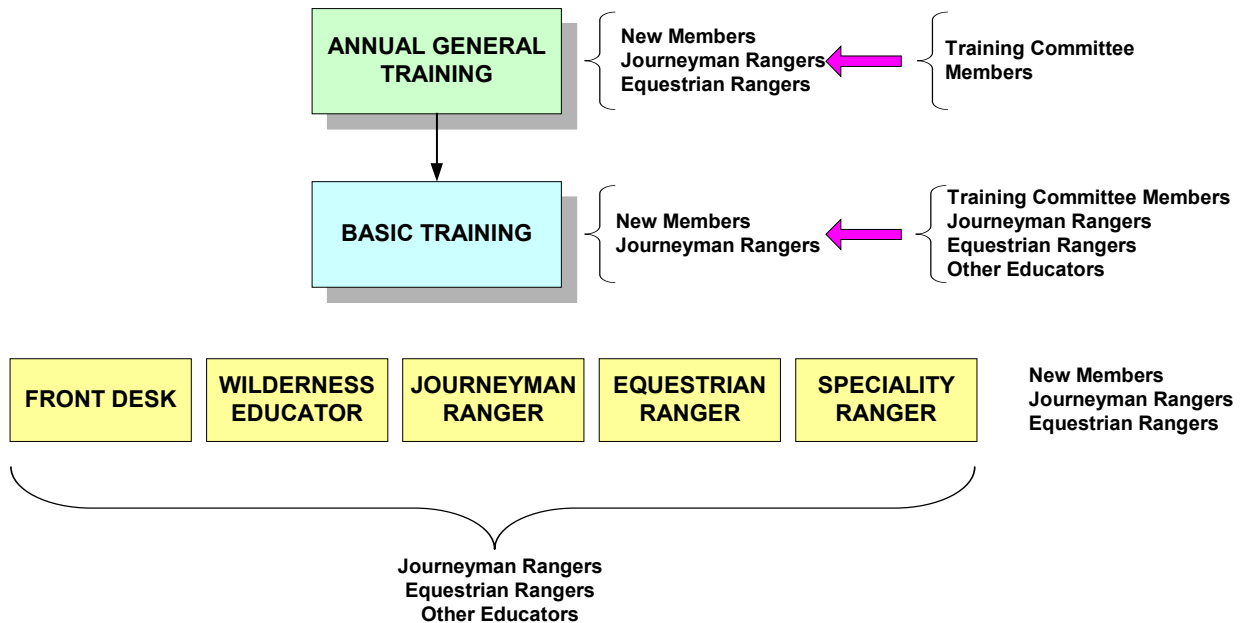 ANNUAL GENERAL
TRAINING
New Members
Journeyman Rangers
Equestrian Rangers
Training Committee
Members
BASIC TRAINING
New Members
Journeyman Rangers
Training Committee Members
Journeyman Rangers
Equestrian Rangers
Other Educators
FRONT DESK
WILDERNESS
EDUCATOR
JOURNEYMAN
RANGER
EQUESTRIAN
RANGER
SPECIALITY
RANGER
New Members
Journeyman Rangers
Equestrian Rangers
Journeyman Rangers
Equestrian Rangers
Other Educators